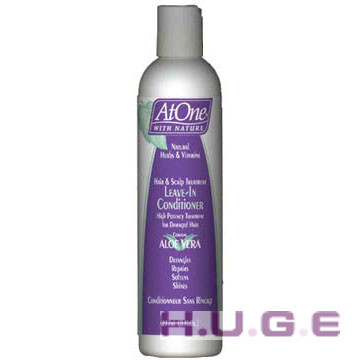 AtOne
WITH NATURE
Natural
Herbs & Vitamins
Hair & Scalp Treatment
Leave-In
Conditioner
High Potency Treatment
for Damaged Hair
Contains
ALOE VERA
Detangles
Repairs
Softens
Shines
Conditionneur Sans Rinçage
H.U.G.E